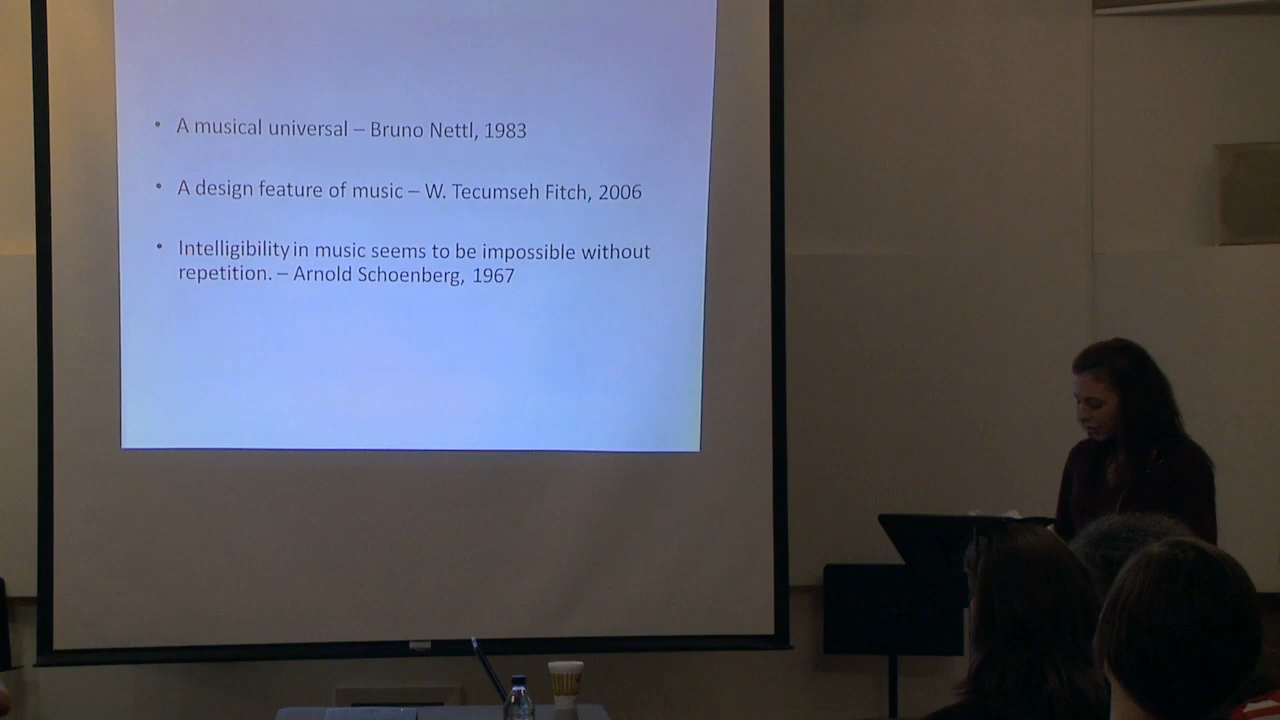 • A musical universal – Bruno Nettl, 1983
• A design feature of music – W. Tecumseh Fitch, 2006
• Intelligibility in music seems to be impossible without
repetition. – Arnold Schoenberg, 1967